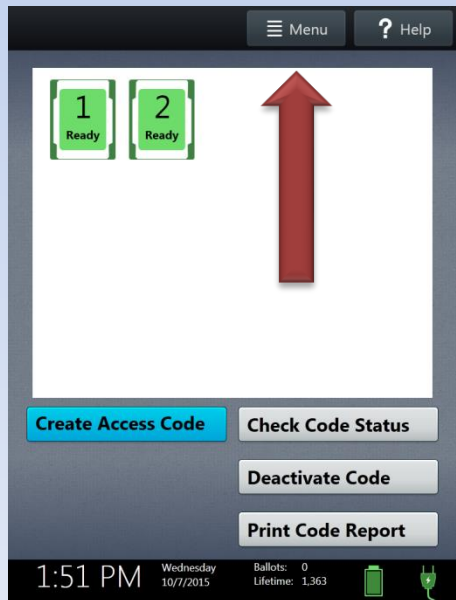 Menu
? Help
1
Ready
2
Ready
Create Access Code
Check Code Status
Deactivate Code
Print Code Report
1:51 PM
Wednesday
10/7/2015
Ballots: 0
Lifetime: 1,363